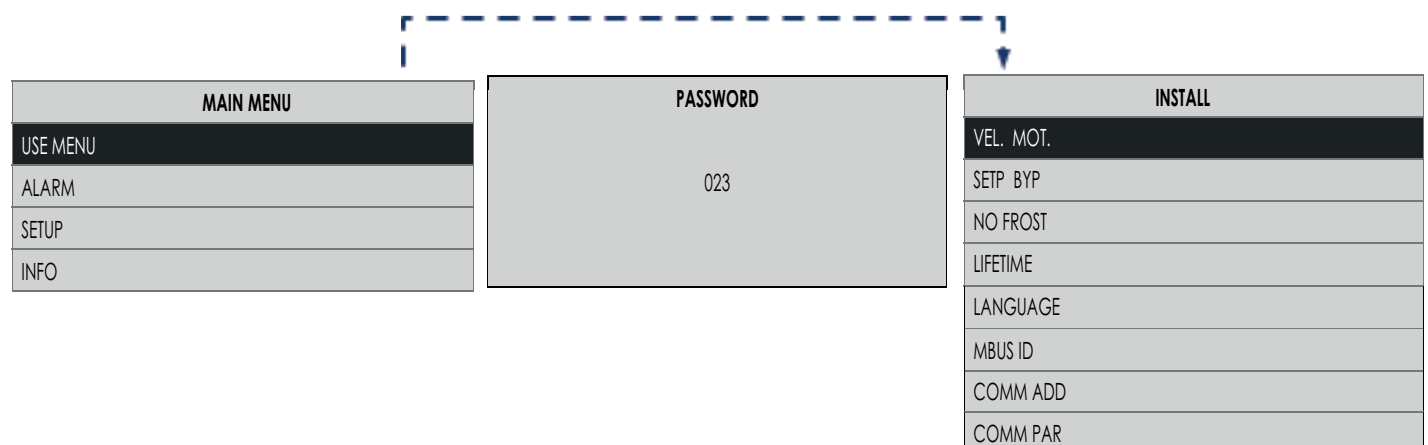 MAIN MENU
USE MENU
ALARM
SETUP
INFO
PASSWORD
023
INSTALL
VEL. MOT.
SETP BYP
NO FROST
LIFETIME
LANGUAGE
MBUS ID
COMM ADD
COMM PAR